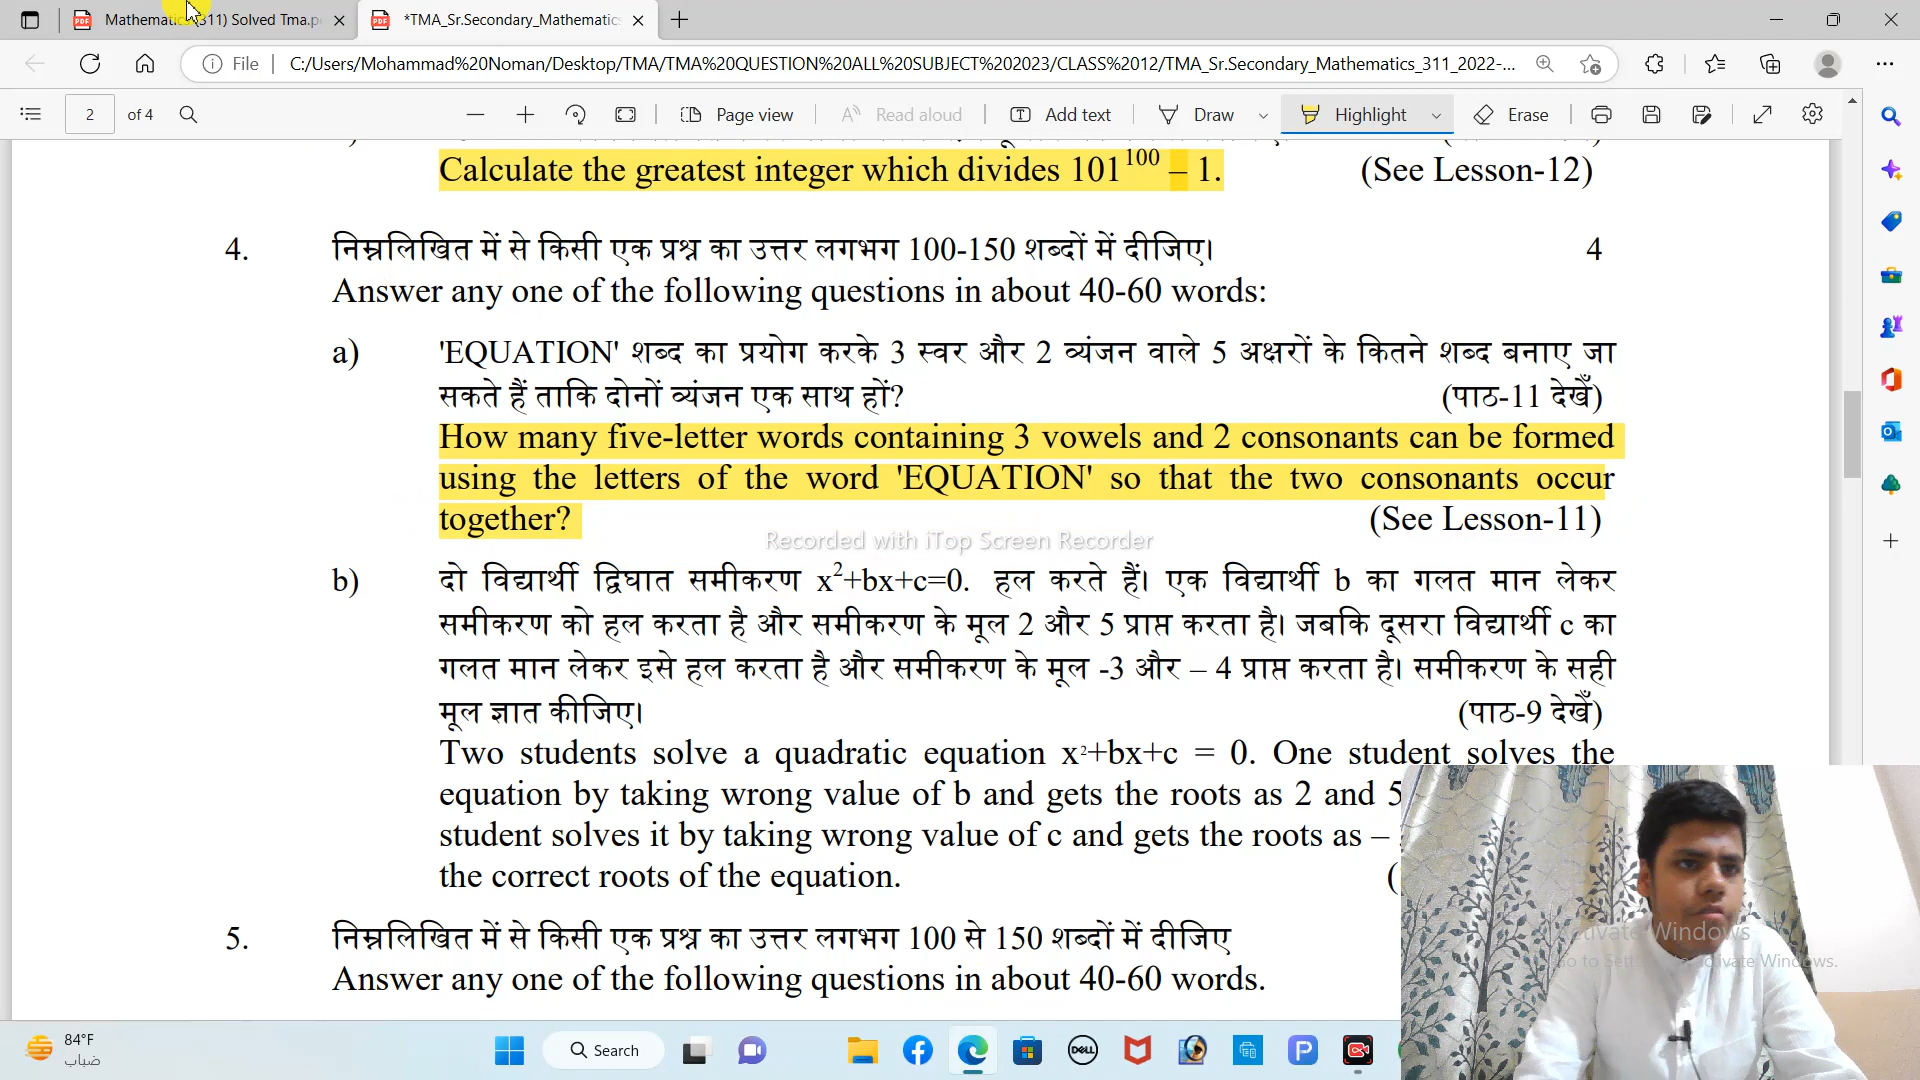 Mathematics (311) Solved Tma.p
*TMA_Sr.Secondary_Mathematics
File
C:/Users/Mohammad%20Noman/Desktop/TMA/TMA%20QUESTION%20ALL%20SUBJECT%202023/CLASS%2012/TMA_Sr.Secondary_Mathematics_311_2022-...
2 of 4
Page view
Read aloud
Add text
Draw
Highlight
Erase
Calculate the greatest integer which divides 101^100 – 1. (See Lesson-12)
4. निम्नलिखित में से किसी एक प्रश्न का उत्तर लगभग 100-150 शब्दों में दीजिए। 4
Answer any one of the following questions in about 40-60 words:
a) 'EQUATION' शब्द का प्रयोग करके 3 स्वर और 2 व्यंजन वाले 5 अक्षरों के कितने शब्द बनाए जा
सकते हैं ताकि दोनों व्यंजन एक साथ हों? (पाठ-11 देखेँ)
How many five-letter words containing 3 vowels and 2 consonants can be formed
using the letters of the word 'EQUATION' so that the two consonants occur
together? (See Lesson-11)
Recorded with iTop Screen Recorder
b) दो विद्यार्थी द्विघात समीकरण x²+bx+c=0. हल करते हैं। एक विद्यार्थी b का गलत मान लेकर
समीकरण को हल करता है और समीकरण के मूल 2 और 5 प्राप्त करता है। जबकि दूसरा विद्यार्थी c का
गलत मान लेकर इसे हल करता है और समीकरण के मूल -3 और – 4 प्राप्त करता है। समीकरण के सही
मूल ज्ञात कीजिए। (पाठ-9 देखेँ)
Two students solve a quadratic equation x²+bx+c = 0. One student solves the
equation by taking wrong value of b and gets the roots as 2 and 5
student solves it by taking wrong value of c and gets the roots as –
the correct roots of the equation. (
5. निम्नलिखित में से किसी एक प्रश्न का उत्तर लगभग 100 से 150 शब्दों में दीजिए
Answer any one of the following questions in about 40-60 words.
Windows
84°F
ضباب
Search
DELL